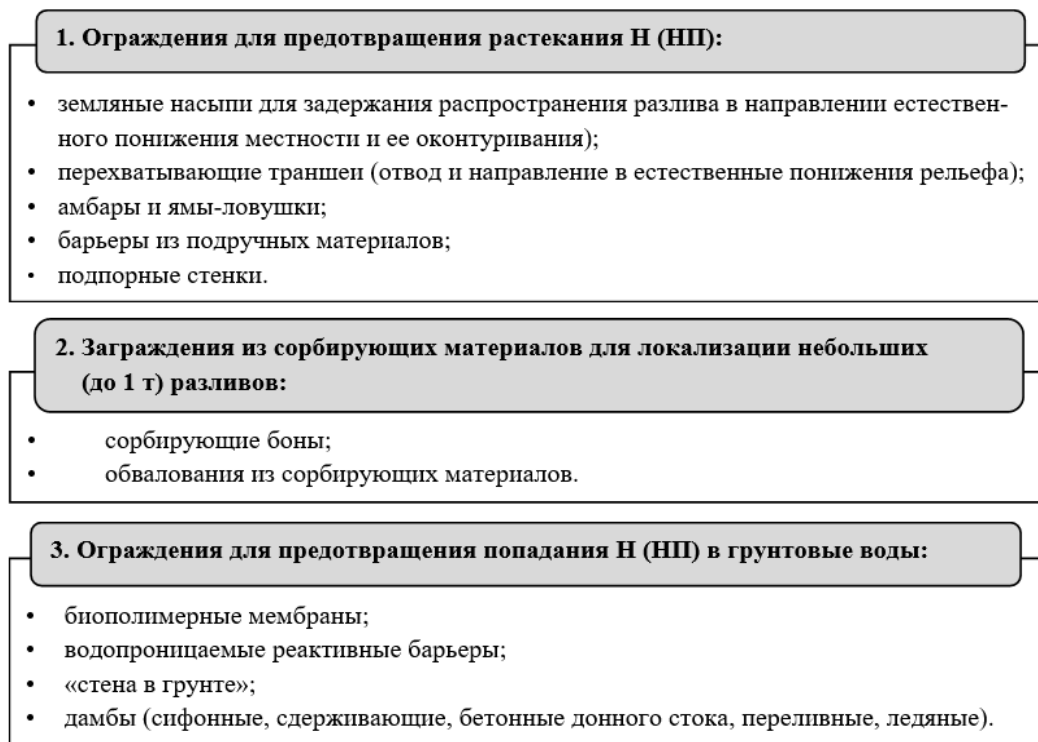 1. Ограждения для предотвращения растекания Н (НП):
• земляные насыпи для задержания распространения разлива в направлении естествен-
ного понижения местности и ее оконтуривания);
• перехватывающие траншеи (отвод и направление в естественные понижения рельефа);
• амбары и ямы-ловушки;
• барьеры из подручных материалов;
• подпорные стенки.
2. Заграждения из сорбирующих материалов для локализации небольших
(до 1 т) разливов:
• сорбирующие боны;
• обвалования из сорбирующих материалов.
3. Ограждения для предотвращения попадания Н (НП) в грунтовые воды:
• биополимерные мембраны;
• водопроницаемые реактивные барьеры;
• «стена в грунте»;
• дамбы (сифонные, сдерживающие, бетонные донного стока, переливные, ледяные).